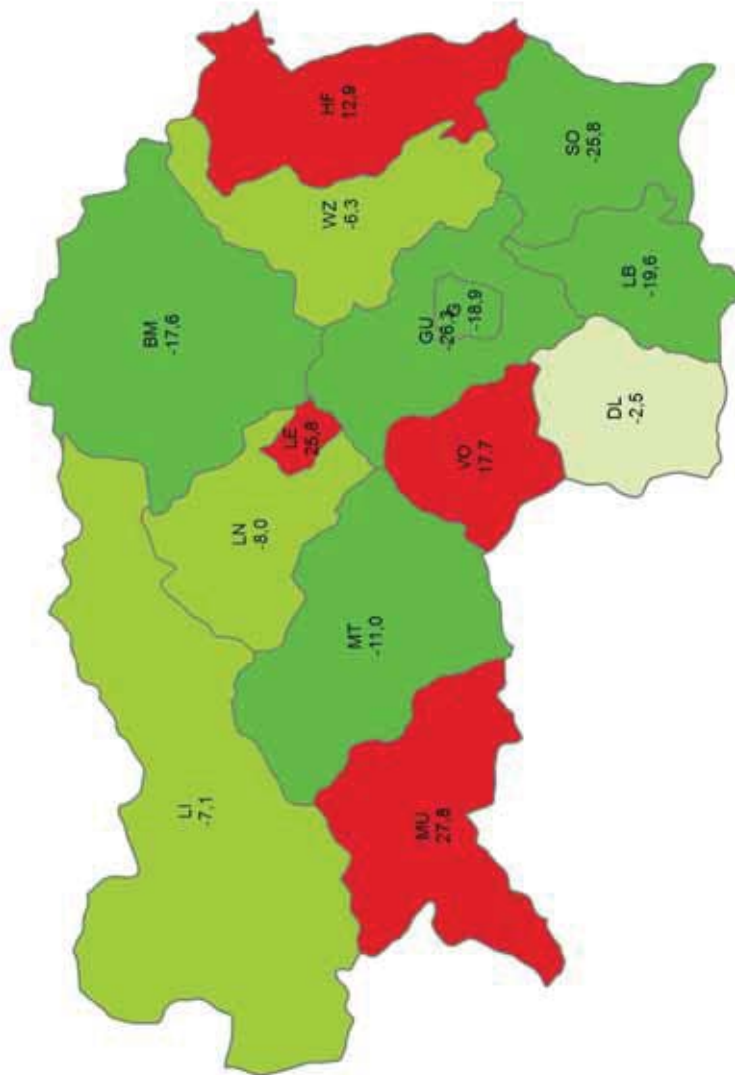 BM
-17,6
LI
-7,1
LN
-8,0
LE
25,8
WZ
-6,3
HF
12,9
MT
-11,0
MU
27,8
GU
-26,3
G
-18,9
VO
17,7
SO
-25,8
DL
-2,5
LB
-19,6